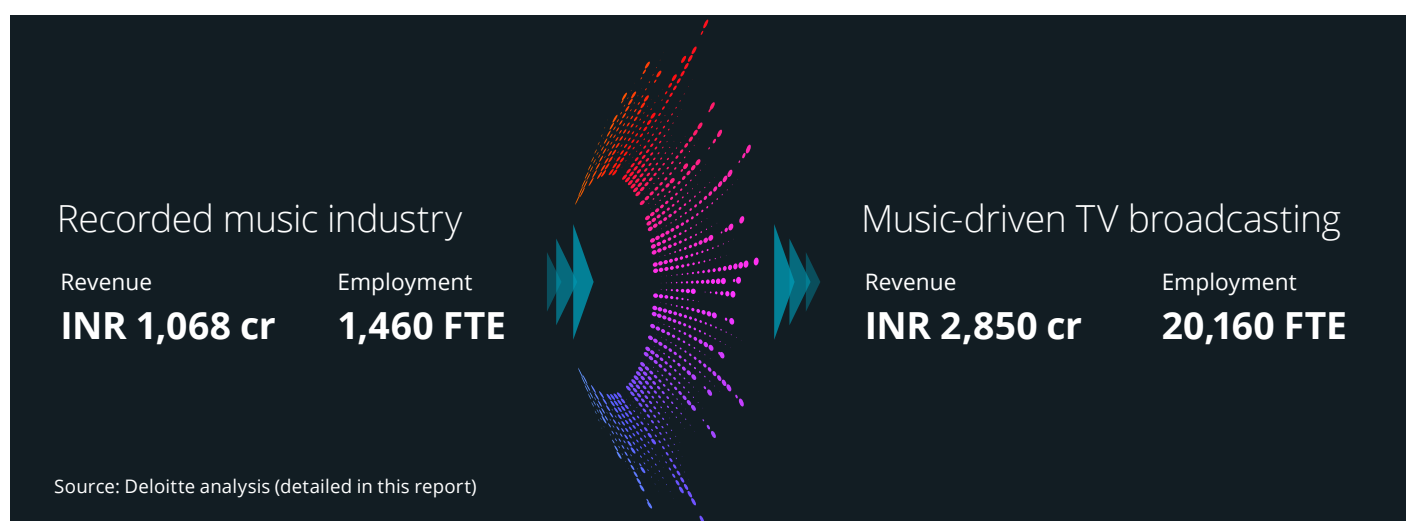 Recorded music industry
Revenue
INR 1,068 cr
Employment
1,460 FTE
Music-driven TV broadcasting
Revenue
INR 2,850 cr
Employment
20,160 FTE
Source: Deloitte analysis (detailed in this report)